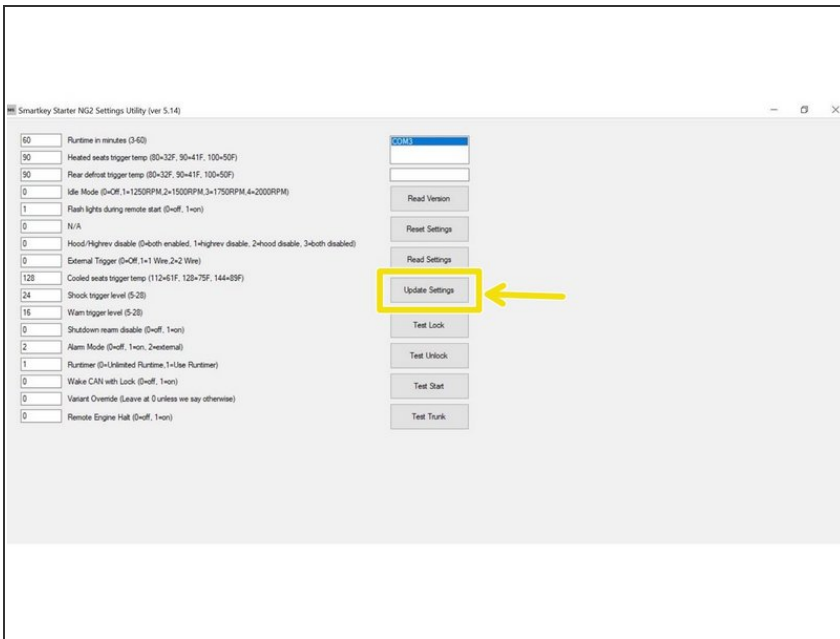 Smartkey Starter NG2 Settings Utility (ver 5.14)
60 Runtime in minutes (3-60)
90 Heated seats trigger temp (80=32F, 90=41F, 100=50F)
90 Rear defrost trigger temp (80=32F, 90=41F, 100=50F)
0 Idle Mode (0=Off,1=1250RPM,2=1500RPM,3=1750RPM,4=2000RPM)
1 Flash lights during remote start (0=off, 1=on)
0 N/A
0 Hood/Highrev disable (0=both enabled, 1=highrev disable, 2=hood disable, 3=both disabled)
0 External Trigger (0=Off,1=1 Wire,2=2 Wire)
128 Cooled seats trigger temp (112=61F, 128=75F, 144=89F)
24 Shock trigger level (5-28)
16 Warn trigger level (5-28)
0 Shutdown rearm disable (0=off, 1=on)
2 Alarm Mode (0=off, 1=on, 2=external)
1 Runtimer (0=Unlimited Runtime,1=Use Runtimer)
0 Wake CAN with Lock (0=off, 1=on)
0 Variant Override (Leave at 0 unless we say otherwise)
0 Remote Engine Halt (0=off, 1=on)
COM3
Read Version
Reset Settings
Read Settings
Update Settings
Test Lock
Test Unlock
Test Start
Test Trunk